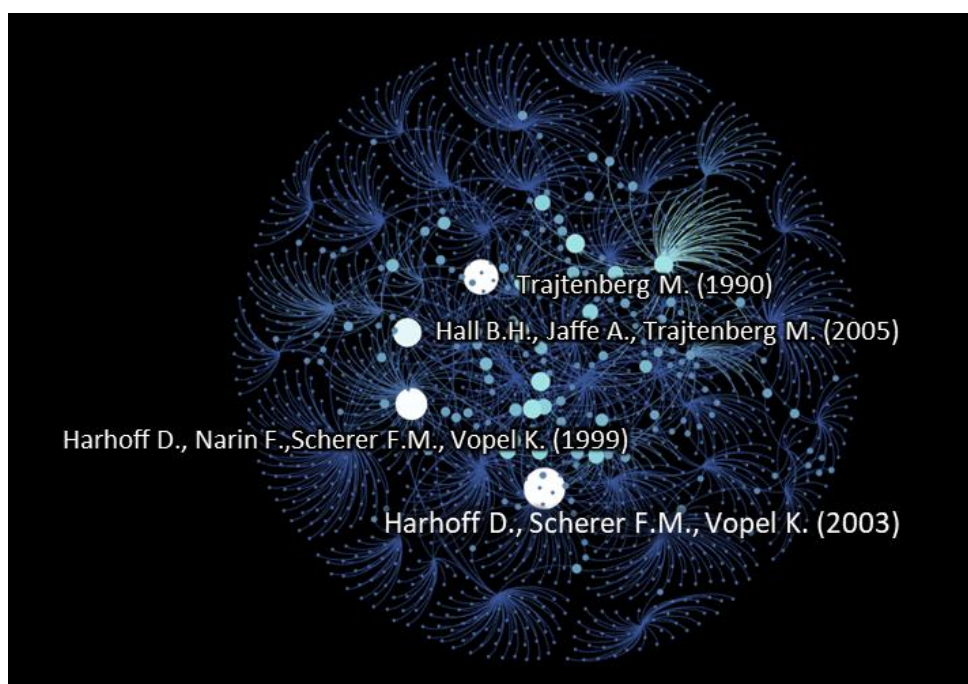 Trajtenberg M. (1990)
Hall B.H., Jaffe A., Trajtenberg M. (2005)
Harhoff D., Narin F.,Scherer F.M., Vopel K. (1999)
Harhoff D., Scherer F.M., Vopel K. (2003)